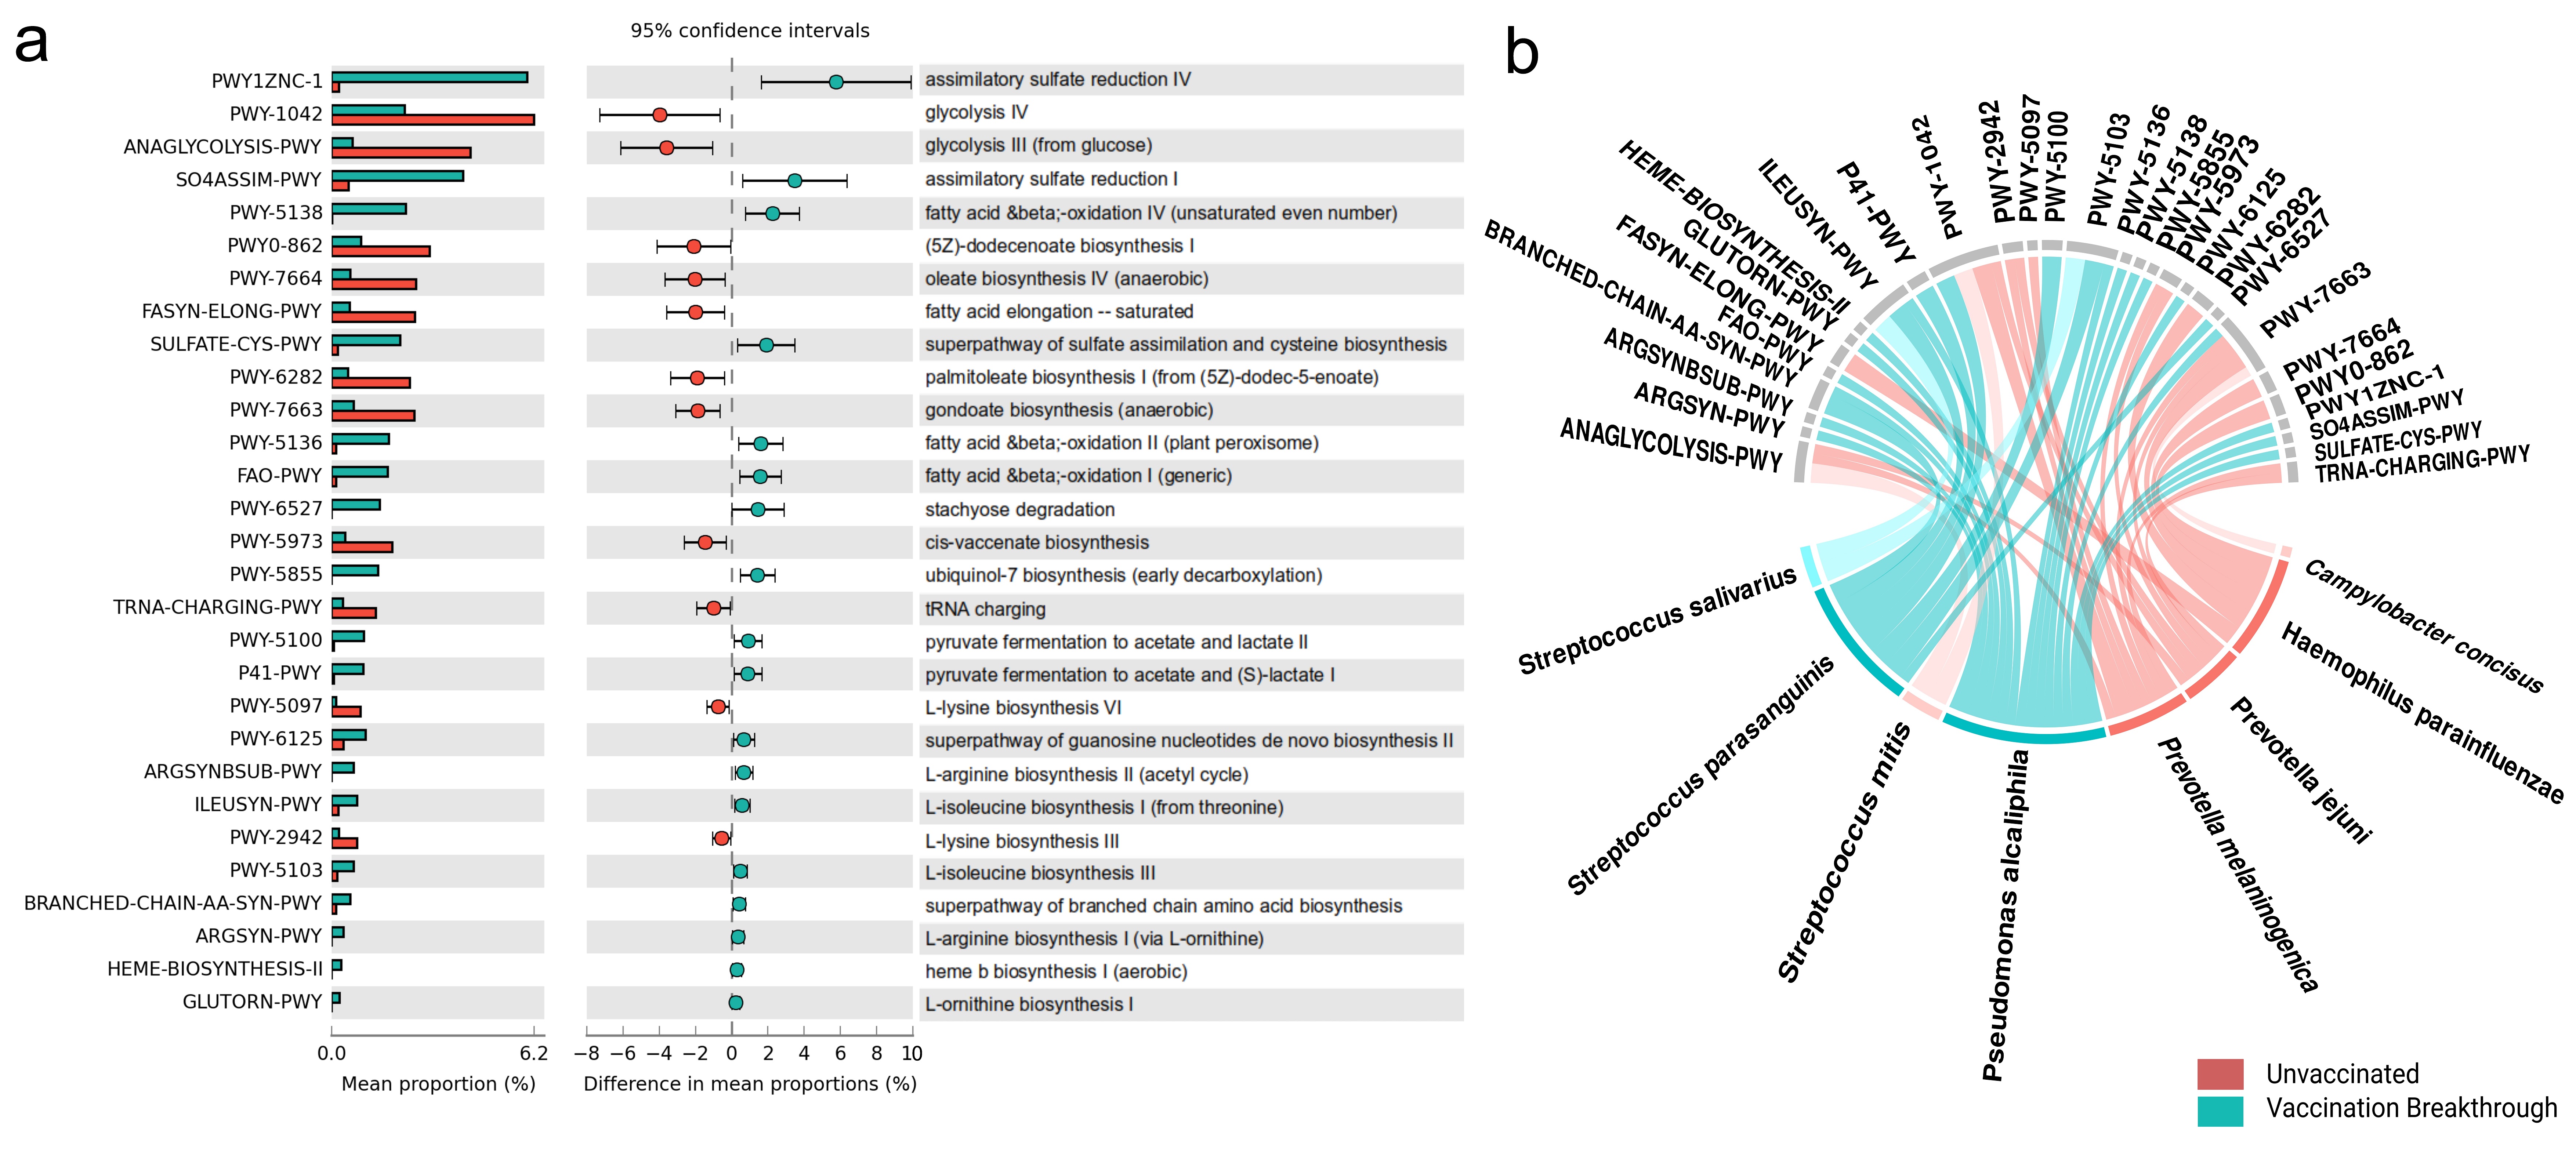 a
95% confidence intervals
PWY1ZNC-1 assimilatory sulfate reduction IV
PWY-1042 glycolysis IV
ANAGLYCOLYSIS-PWY glycolysis III (from glucose)
SO4ASSIM-PWY assimilatory sulfate reduction I
PWY-5138 fatty acid &beta;-oxidation IV (unsaturated even number)
PWY0-862 (5Z)-dodecenoate biosynthesis I
PWY-7664 oleate biosynthesis IV (anaerobic)
FASYN-ELONG-PWY fatty acid elongation -- saturated
SULFATE-CYS-PWY superpathway of sulfate assimilation and cysteine biosynthesis
PWY-6282 palmitoleate biosynthesis I (from (5Z)-dodec-5-enoate)
PWY-7663 gondoate biosynthesis (anaerobic)
PWY-5136 fatty acid &beta;-oxidation II (plant peroxisome)
FAO-PWY fatty acid &beta;-oxidation I (generic)
PWY-6527 stachyose degradation
PWY-5973 cis-vaccenate biosynthesis
PWY-5855 ubiquinol-7 biosynthesis (early decarboxylation)
TRNA-CHARGING-PWY tRNA charging
PWY-5100 pyruvate fermentation to acetate and lactate II
P41-PWY pyruvate fermentation to acetate and (S)-lactate I
PWY-5097 L-lysine biosynthesis VI
PWY-6125 superpathway of guanosine nucleotides de novo biosynthesis II
ARGSYNBSUB-PWY L-arginine biosynthesis II (acetyl cycle)
ILEUSYN-PWY L-isoleucine biosynthesis I (from threonine)
PWY-2942 L-lysine biosynthesis III
PWY-5103 L-isoleucine biosynthesis III
BRANCHED-CHAIN-AA-SYN-PWY superpathway of branched chain amino acid biosynthesis
ARGSYN-PWY L-arginine biosynthesis I (via L-ornithine)
HEME-BIOSYNTHESIS-II heme b biosynthesis I (aerobic)
GLUTORN-PWY L-ornithine biosynthesis I
0.0 6.2 −8 −6 −4 −2 0 2 4 6 8 10
Mean proportion (%) Difference in mean proportions (%)
b
ANAGLYCOLYSIS-PWY
ARGSYN-PWY
ARGSYNBSUB-PWY
BRANCHED-CHAIN-AA-SYN-PWY
FAO-PWY
FASYN-ELONG-PWY
GLUTORN-PWY
HEME-BIOSYNTHESIS-II
ILEUSYN-PWY
P41-PWY
PWY-1042
PWY-2942
PWY-5097
PWY-5100
PWY-5103
PWY-5136
PWY-5138
PWY-5855
PWY-5973
PWY-6125
PWY-6282
PWY-6527
PWY-7663
PWY-7664
PWY0-862
PWY1ZNC-1
SO4ASSIM-PWY
SULFATE-CYS-PWY
TRNA-CHARGING-PWY
Campylobacter concisus
Haemophilus parainfluenzae
Prevotella jejuni
Prevotella melaninogenica
Pseudomonas alcaliphila
Streptococcus mitis
Streptococcus parasanguinis
Streptococcus salivarius
Unvaccinated
Vaccination Breakthrough